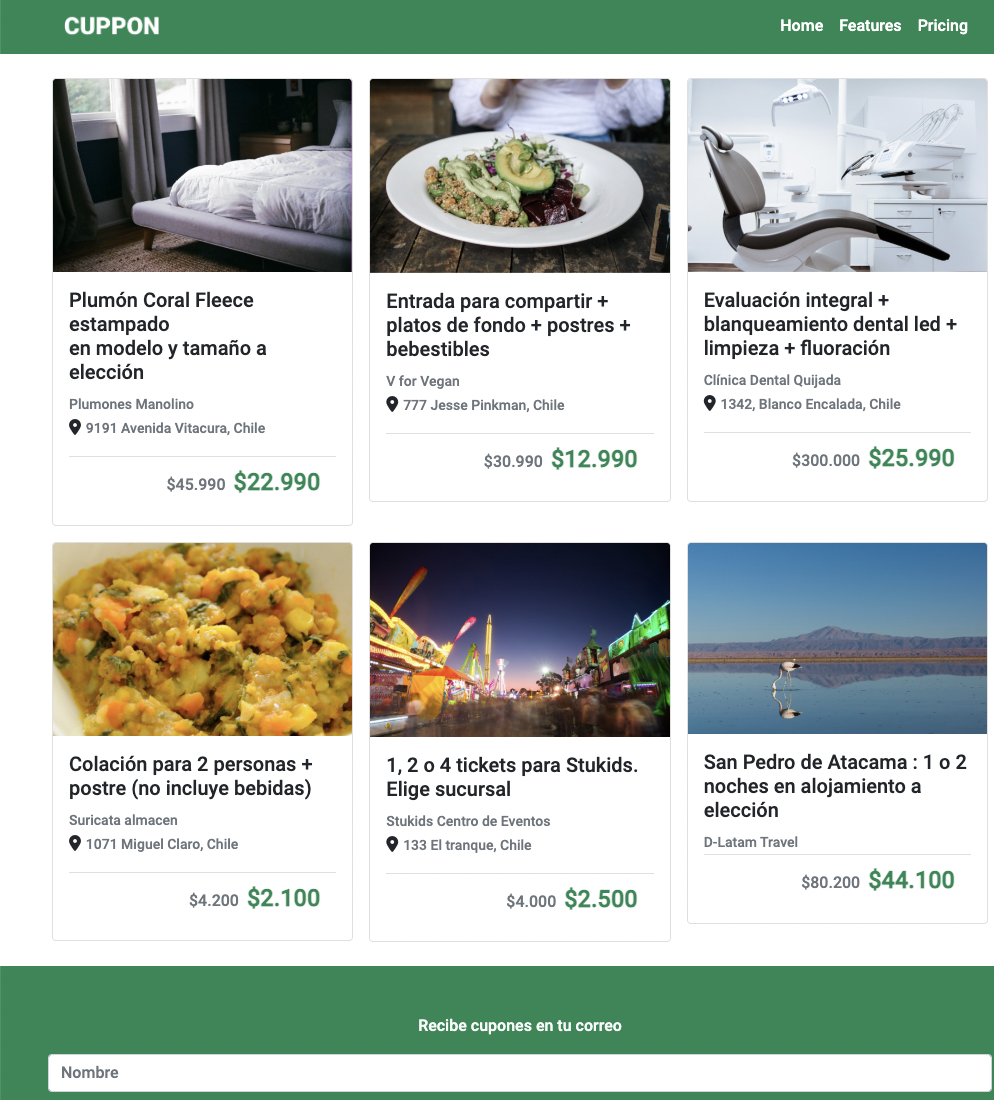 CUPPON
Home Features Pricing
Plumón Coral Fleece
estampado
en modelo y tamaño a
elección
Plumones Manolino
9191 Avenida Vitacura, Chile
$45.990 $22.990
Entrada para compartir +
platos de fondo + postres +
bebestibles
V for Vegan
777 Jesse Pinkman, Chile
$30.990 $12.990
Evaluación integral +
blanqueamiento dental led +
limpieza + fluoración
Clínica Dental Quijada
1342, Blanco Encalada, Chile
$300.000 $25.990
Colación para 2 personas +
postre (no incluye bebidas)
Suricata almacen
1071 Miguel Claro, Chile
$4.200 $2.100
1, 2 o 4 tickets para Stukids.
Elige sucursal
Stukids Centro de Eventos
133 El tranque, Chile
$4.000 $2.500
San Pedro de Atacama : 1 o 2
noches en alojamiento a
elección
D-Latam Travel
$80.200 $44.100
Recibe cupones en tu correo
Nombre